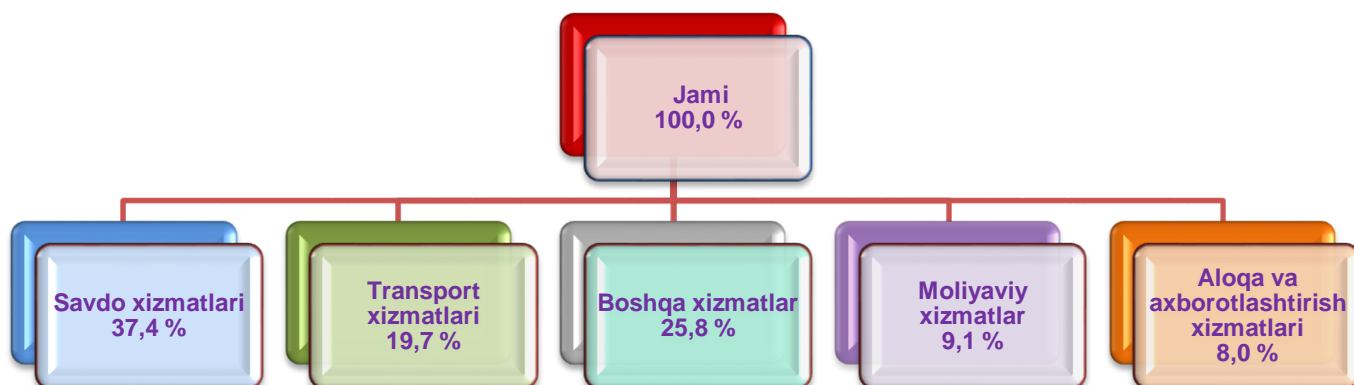 Jami
100,0 %
Savdo xizmatlari
37,4 %
Transport
xizmatlari
19,7 %
Boshqa xizmatlar
25,8 %
Moliyaviy
xizmatlar
9,1 %
Aloqa va
axborotlashtirish
xizmatlari
8,0 %